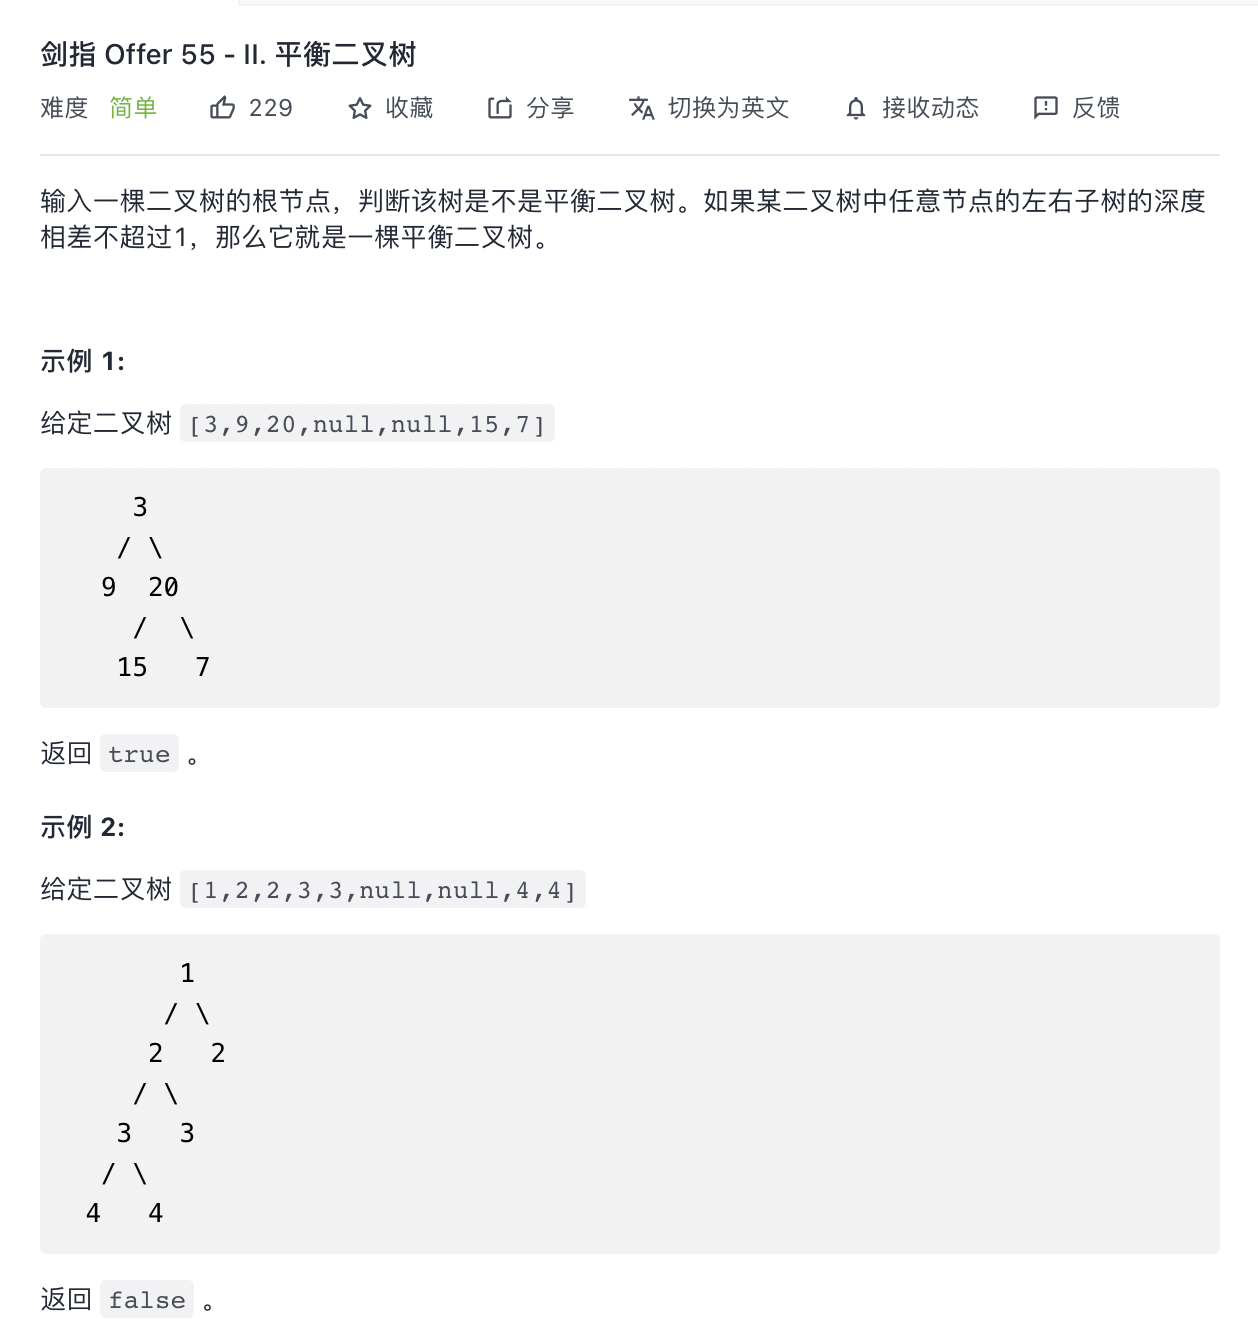 剑指 Offer 55 - II. 平衡二叉树
难度 简单 229 收藏 分享 切换为英文 接收动态 反馈
输入一棵二叉树的根节点，判断该树是不是平衡二叉树。如果某二叉树中任意节点的左右子树的深度
相差不超过1，那么它就是一棵平衡二叉树。
示例 1:
给定二叉树 [3,9,20,null,null,15,7]
    3
   / \
  9  20
    /  \
   15   7
返回 true 。
示例 2:
给定二叉树 [1,2,2,3,3,null,null,4,4]
       1
      / \
     2   2
    / \
   3   3
  / \
 4   4
返回 false 。